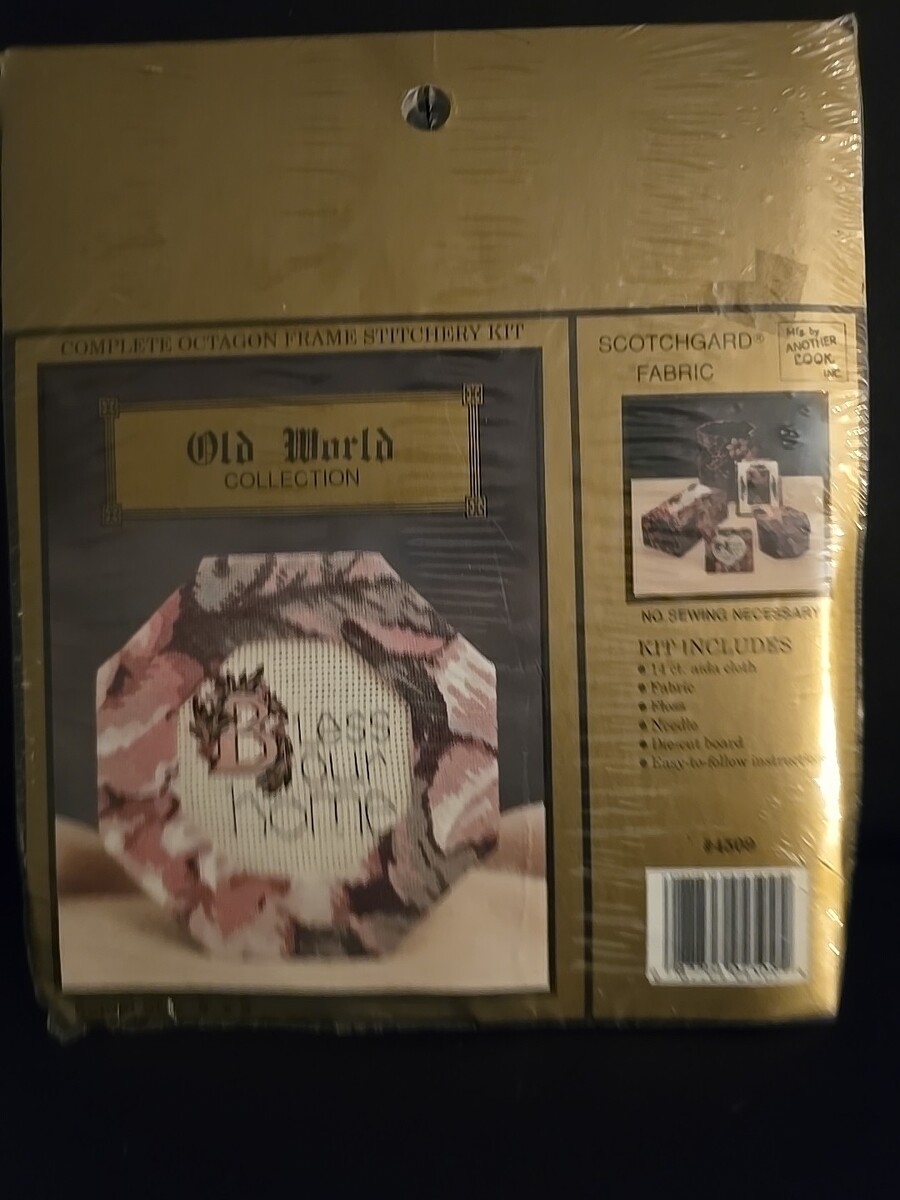 COMPLETE OCTAGON FRAME STITCHERY KIT
Old World
COLLECTION
Bless
our
home
SCOTCHGARD®
FABRIC
Mfg. by
ANOTHER
LOOK
INC
NO SEWING NECESSARY
KIT INCLUDES
• 14 ct. aida cloth
• Fabric
• Floss
• Needle
• Die-cut board
• Easy-to-follow
#4509